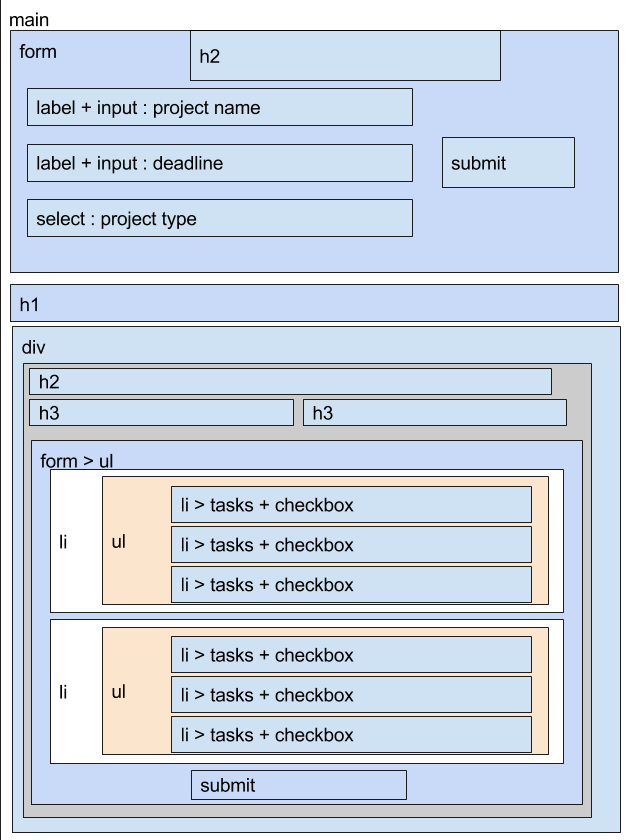 main
form
h2
label + input : project name
label + input : deadline
submit
select : project type
h1
div
h2
h3
h3
form > ul
li
ul
li > tasks + checkbox
li > tasks + checkbox
li > tasks + checkbox
li
ul
li > tasks + checkbox
li > tasks + checkbox
li > tasks + checkbox
submit